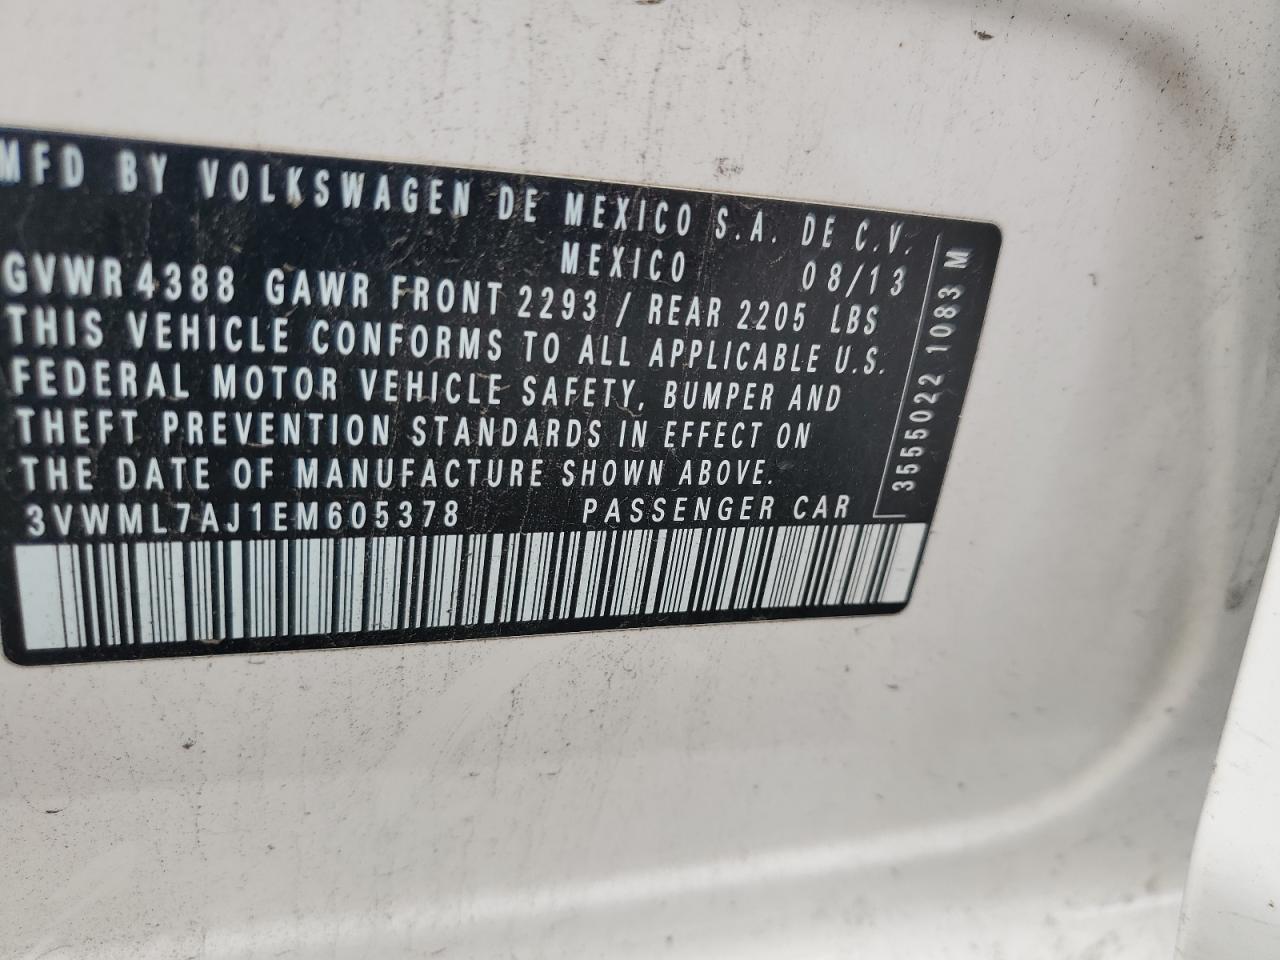 MFD BY VOLKSWAGEN DE MEXICO S.A. DE C.V.
MEXICO 08/13
GVWR 4388 GAWR FRONT 2293 / REAR 2205 LBS
THIS VEHICLE CONFORMS TO ALL APPLICABLE U.S.
FEDERAL MOTOR VEHICLE SAFETY, BUMPER AND
THEFT PREVENTION STANDARDS IN EFFECT ON
THE DATE OF MANUFACTURE SHOWN ABOVE.
3VWML7AJ1EM605378 PASSENGER CAR
3555022 1083 M